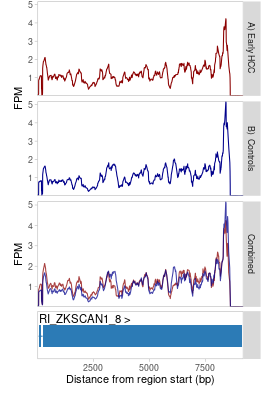 5
4
3
2
1
FPM
A) Early HCC
5
4
3
2
1
B) Controls
5
4
3
2
1
FPM
Combined
RI_ZKSCAN1_8 >
2500 5000 7500
Distance from region start (bp)